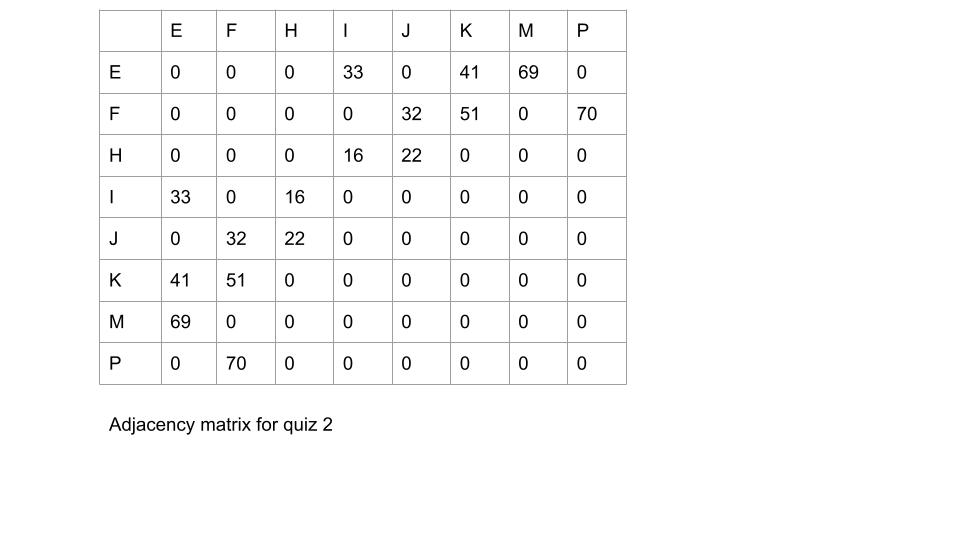 E F H I J K M P
E 0 0 0 33 0 41 69 0
F 0 0 0 0 32 51 0 70
H 0 0 0 16 22 0 0 0
I 33 0 16 0 0 0 0 0
J 0 32 22 0 0 0 0 0
K 41 51 0 0 0 0 0 0
M 69 0 0 0 0 0 0 0
P 0 70 0 0 0 0 0 0
Adjacency matrix for quiz 2